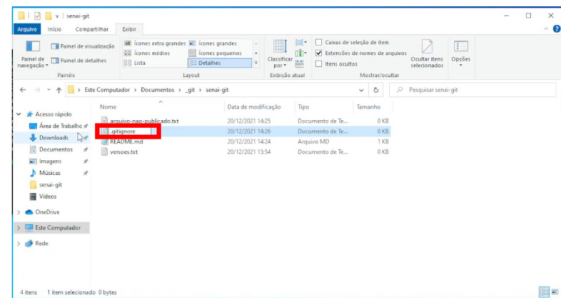 senai-git
Arquivo Início Compartilhar Exibir
Painel de navegação
Painel de visualização
Painel de detalhes
Painéis
Ícones extra grandes Ícones grandes
Ícones médios Ícones pequenos
Lista Detalhes
Layout
Classificar por
Exibição atual
Caixas de seleção de item
Extensões de nomes de arquivos
Itens ocultos
Ocultar itens selecionados
Mostrar/ocultar
Opções
Este Computador > Documentos > _git > senai-git
Pesquisar senai-git
Nome Data de modificação Tipo Tamanho
arquivo-nao-publicado.txt 20/12/2021 14:25 Documento de Te... 0 KB
.gitignore 20/12/2021 14:26 Documento de Te... 0 KB
README.md 20/12/2021 14:24 Arquivo MD 1 KB
versoes.txt 20/12/2021 13:54 Documento de Te... 0 KB
Acesso rápido
Área de Trabalho
Downloads
Documentos
Imagens
Músicas
senai-git
Vídeos
OneDrive
Este Computador
Rede
4 itens 1 item selecionado 0 bytes